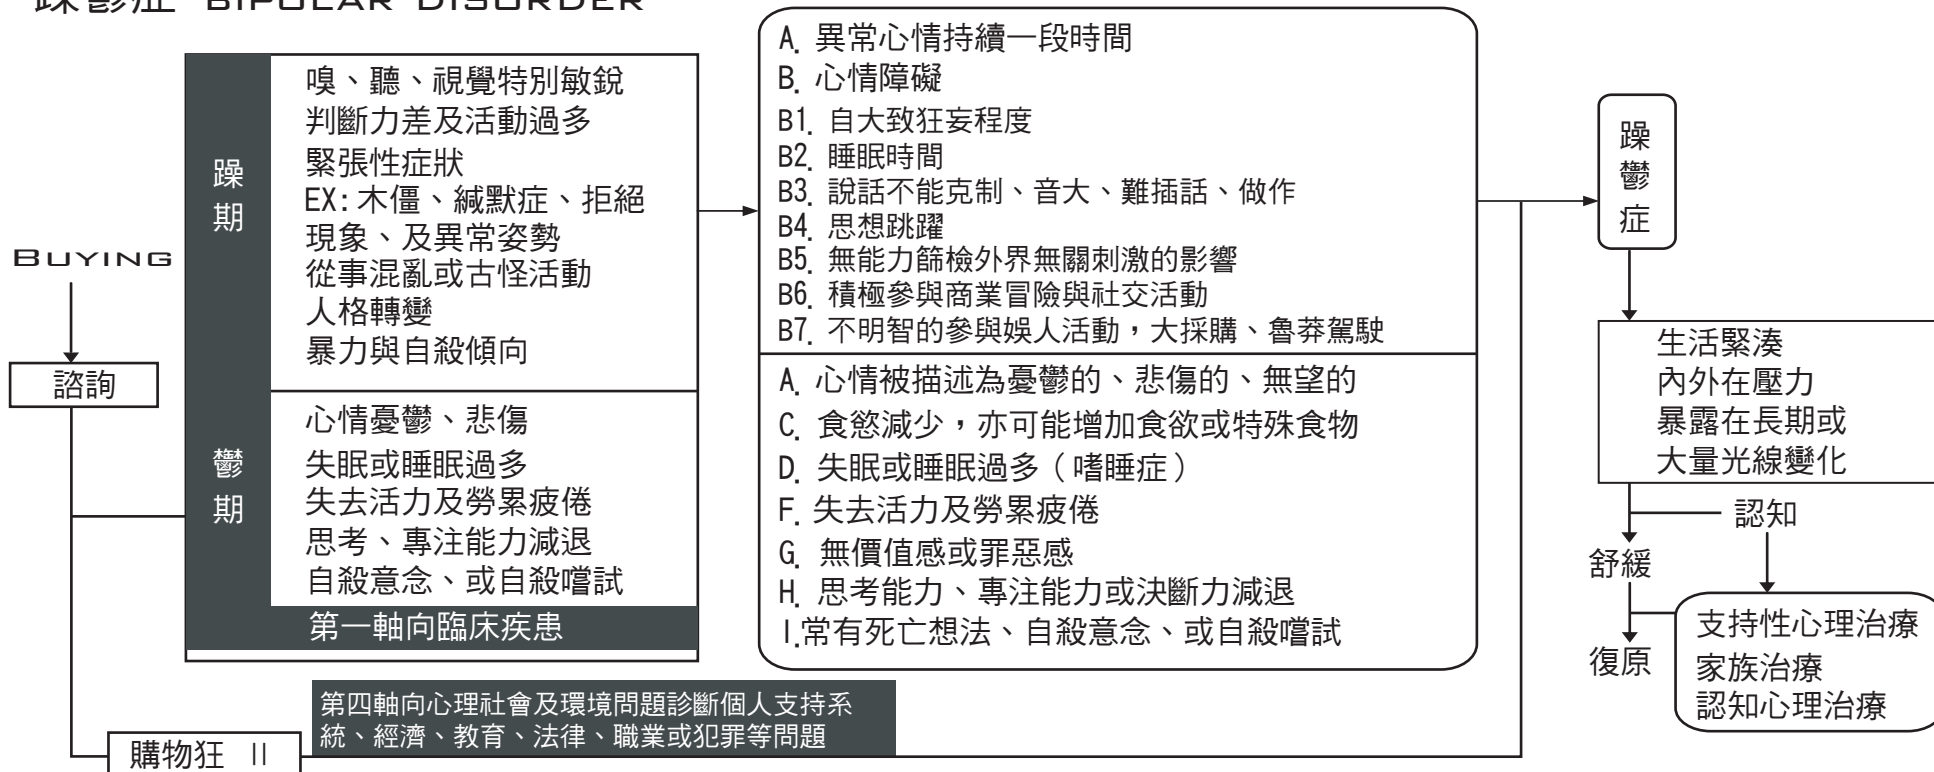 躁鬱症 BIPOLAR DISORDER
BUYING
諮詢
躁期
嗅、聽、視覺特別敏銳
判斷力差及活動過多
緊張性症狀
EX:木僵、緘默症、拒絕
現象、及異常姿勢
從事混亂或古怪活動
人格轉變
暴力與自殺傾向
鬱期
心情憂鬱、悲傷
失眠或睡眠過多
失去活力及勞累疲倦
思考、專注能力減退
自殺意念、或自殺嚐試
第一軸向臨床疾患
A. 異常心情持續一段時間
B. 心情障礙
B1. 自大致狂妄程度
B2. 睡眠時間
B3. 說話不能克制、音大、難插話、做作
B4. 思想跳躍
B5. 無能力篩檢外界無關刺激的影響
B6. 積極參與商業冒險與社交活動
B7. 不明智的參與娛人活動，大採購、魯莽駕駛
A. 心情被描述為憂鬱的、悲傷的、無望的
C. 食慾減少，亦可能增加食欲或特殊食物
D. 失眠或睡眠過多（嗜睡症）
F. 失去活力及勞累疲倦
G. 無價值感或罪惡感
H. 思考能力、專注能力或決斷力減退
I.常有死亡想法、自殺意念、或自殺嚐試
第四軸向心理社會及環境問題診斷個人支持系
統、經濟、教育、法律、職業或犯罪等問題
購物狂 II
躁鬱症
生活緊湊
內外在壓力
暴露在長期或
大量光線變化
認知
舒緩
復原
支持性心理治療
家族治療
認知心理治療